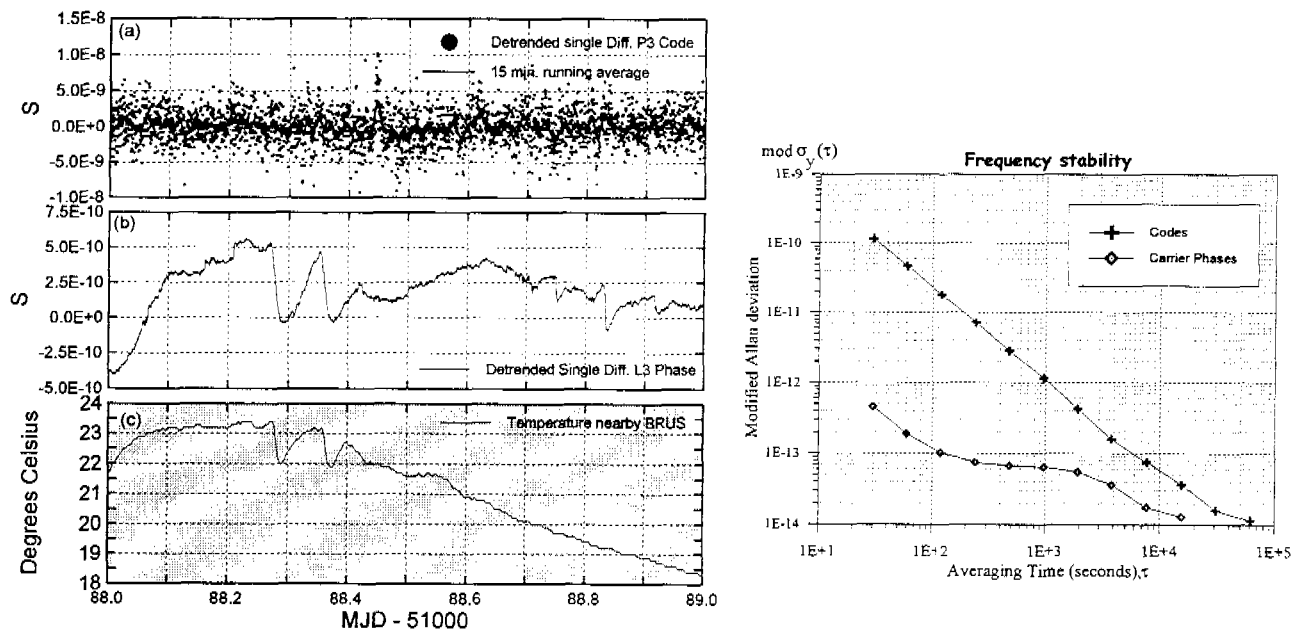 1.5E-8
(a)
Detrended single Diff. P3 Code
1.0E-8
15 min. running average
5.0E-9
S
0.0E+0
-5.0E-9
-1.0E-8
7.5E-10
(b)
5.0E-10
2.5E-10
S
0.0E+0
-2.5E-10
Detrended Single Diff. L3 Phase
-5.0E-10
24
(c)
Temperature nearby BRUS
23
22
21
20
19
18
Degrees Celsius
88.0 88.2 88.4 88.6 88.8 89.0
MJD - 51000
mod σy(τ)
Frequency stability
1E-9
Codes
Carrier Phases
1E-10
1E-11
1E-12
1E-13
1E-14
Modified Allan deviation
1E+1 1E+2 1E+3 1E+4 1E+5
Averaging Time (seconds),τ